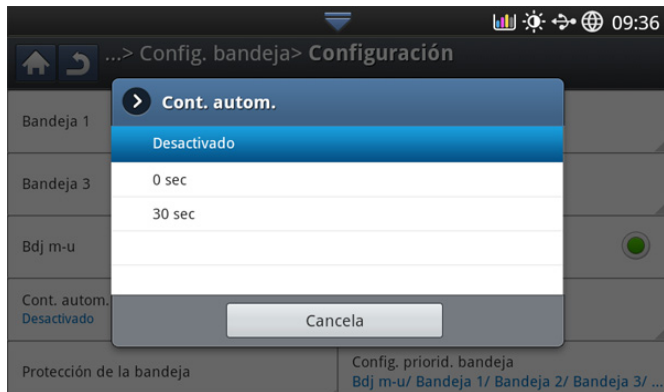 09:36
...> Config. bandeja> Configuración
Cont. autom.
Bandeja 1
Desactivado
Bandeja 3
0 sec
30 sec
Bdj m-u
Cont. autom.
Desactivado
Cancela
Protección de la bandeja
Config. priorid. bandeja
Bdj m-u/ Bandeja 1/ Bandeja 2/ Bandeja 3/ ...